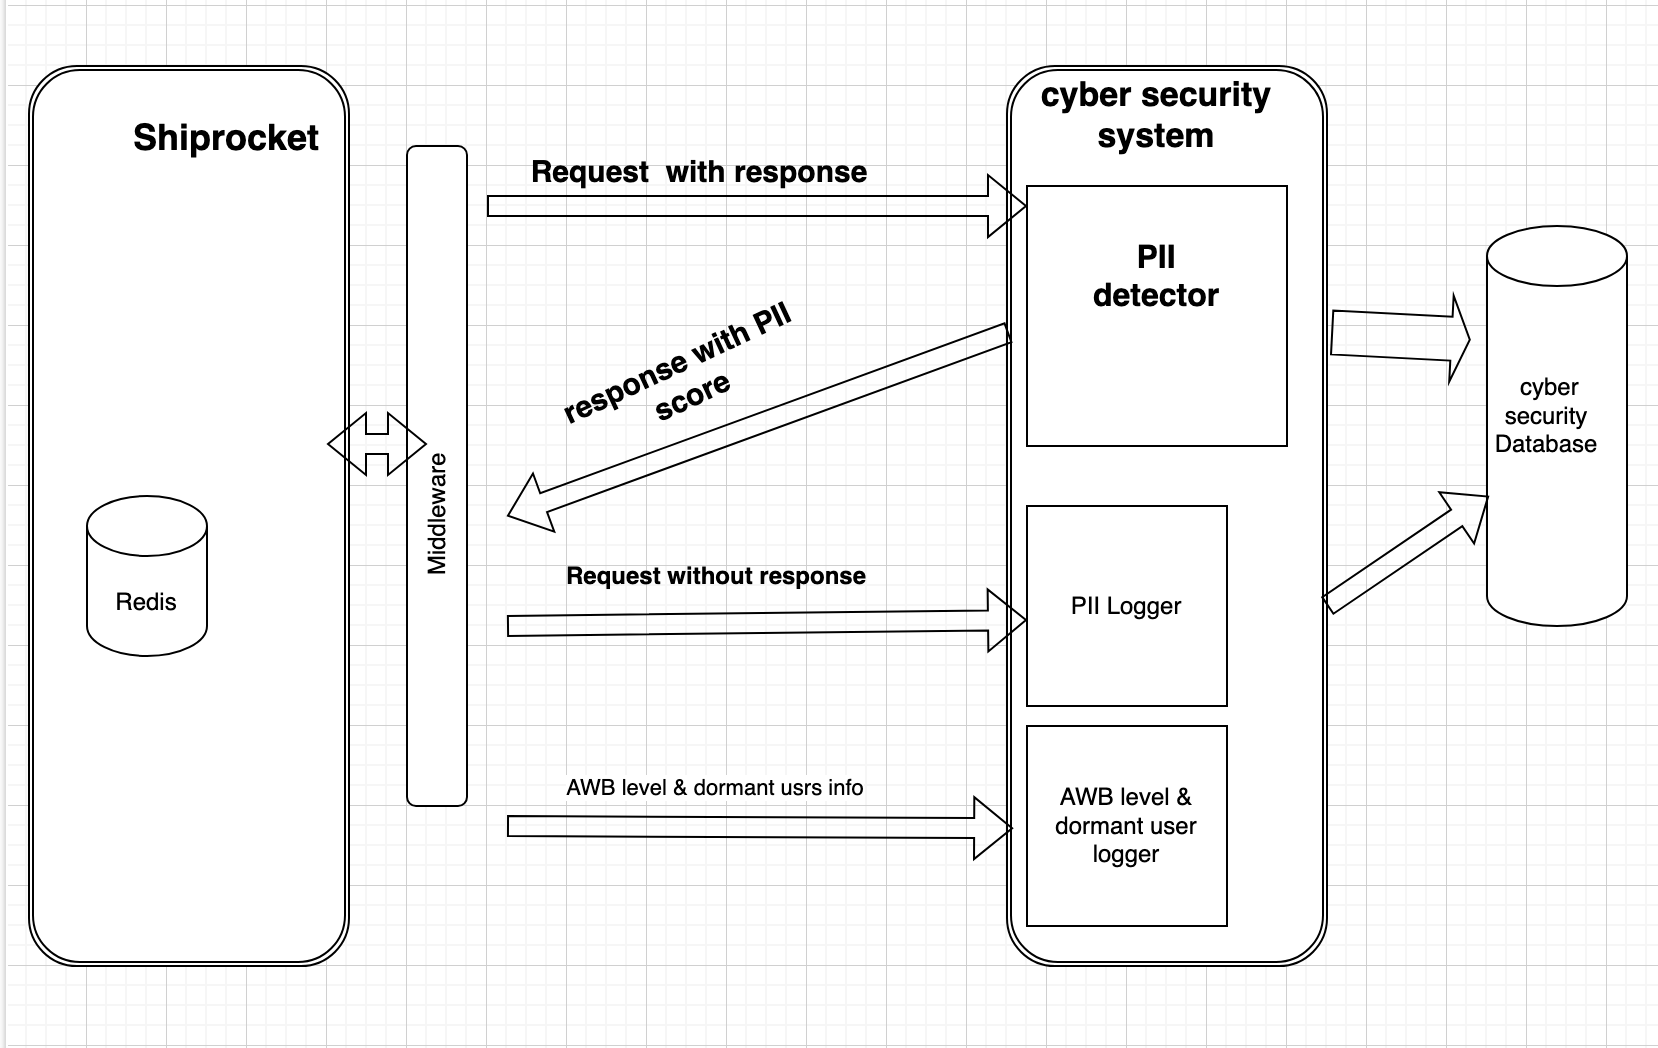 Shiprocket
Redis
Middleware
Request  with response
response with PII
score
Request without response
AWB level & dormant usrs info
cyber security
system
PII
detector
PII Logger
AWB level &
dormant user
logger
cyber
security
Database